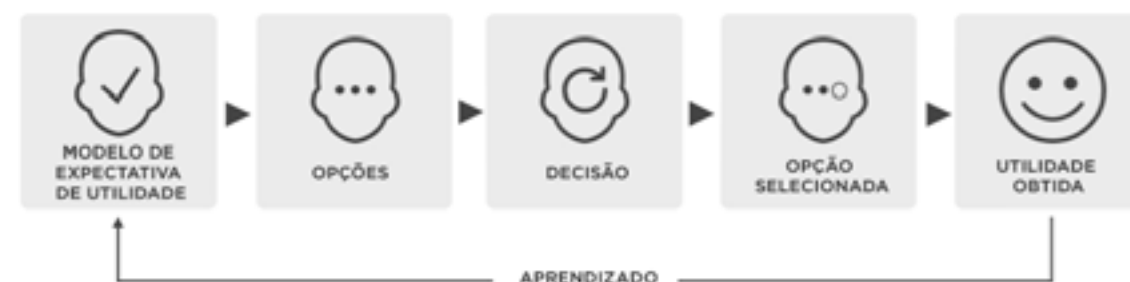 MODELO DE
EXPECTATIVA
DE UTILIDADE
OPÇÕES
DECISÃO
OPÇÃO
SELECIONADA
UTILIDADE
OBTIDA
APRENDIZADO